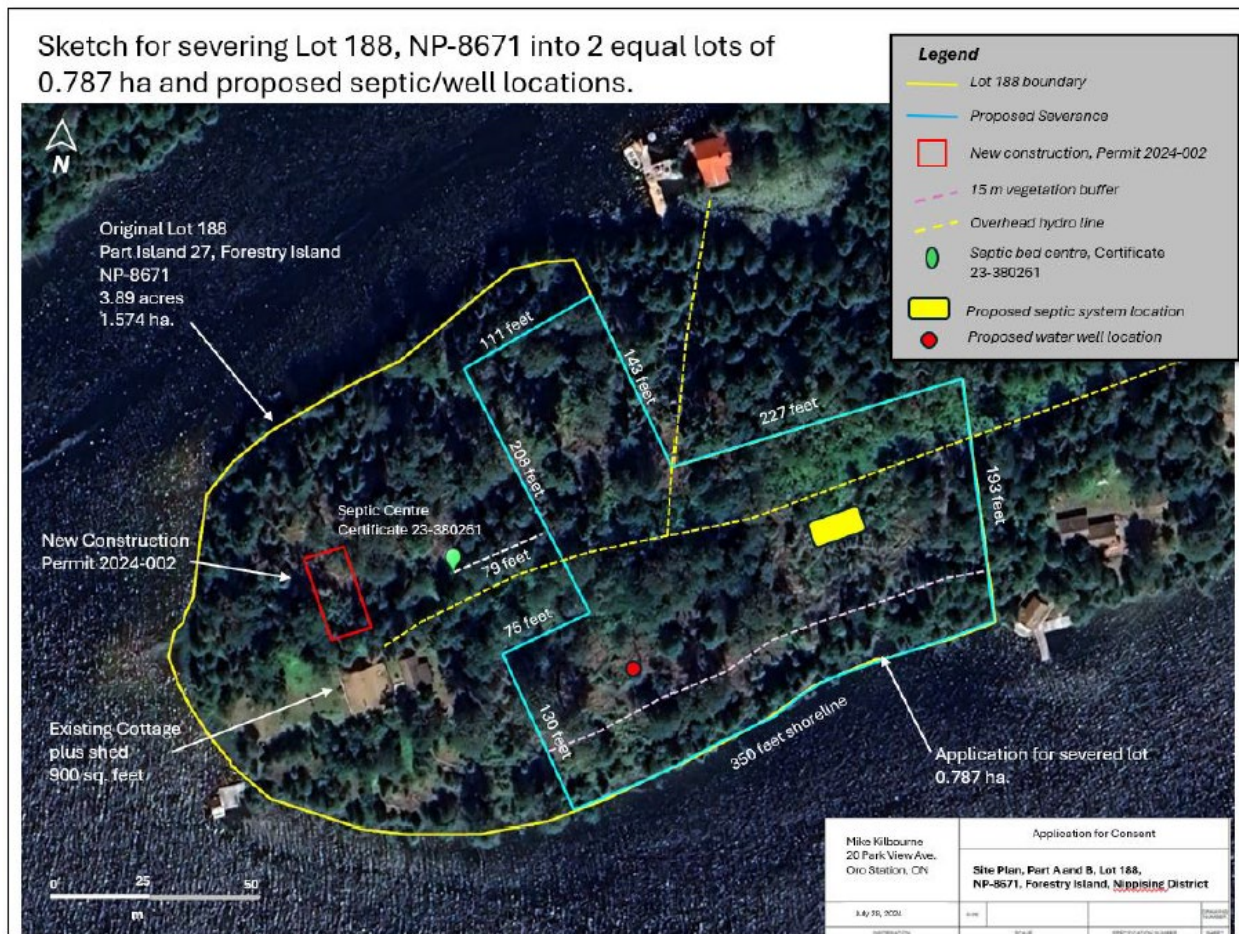 Sketch for severing Lot 188, NP-8671 into 2 equal lots of
0.787 ha and proposed septic/well locations.
Legend
Lot 188 boundary
Proposed Severance
New construction, Permit 2024-002
15 m vegetation buffer
Overhead hydro line
Septic bed centre, Certificate
23-380261
Proposed septic system location
Proposed water well location
N
Original Lot 188
Part Island 27, Forestry Island
NP-8671
3.89 acres
1.574 ha.
111 feet
143 feet
227 feet
208 feet
193 feet
Septic Centre
Certificate 23-380261
New Construction
Permit 2024-002
79 feet
75 feet
130 feet
350 feet shoreline
Existing Cottage
plus shed
900 sq. feet
Application for severed lot
0.787 ha.
0 25 50
m
Mike Kilbourne
20 Park View Ave.
Oro Station, ON
Application for Consent
Site Plan, Part A and B, Lot 188,
NP-8671, Forestry Island, Nippising District
July 28, 2024